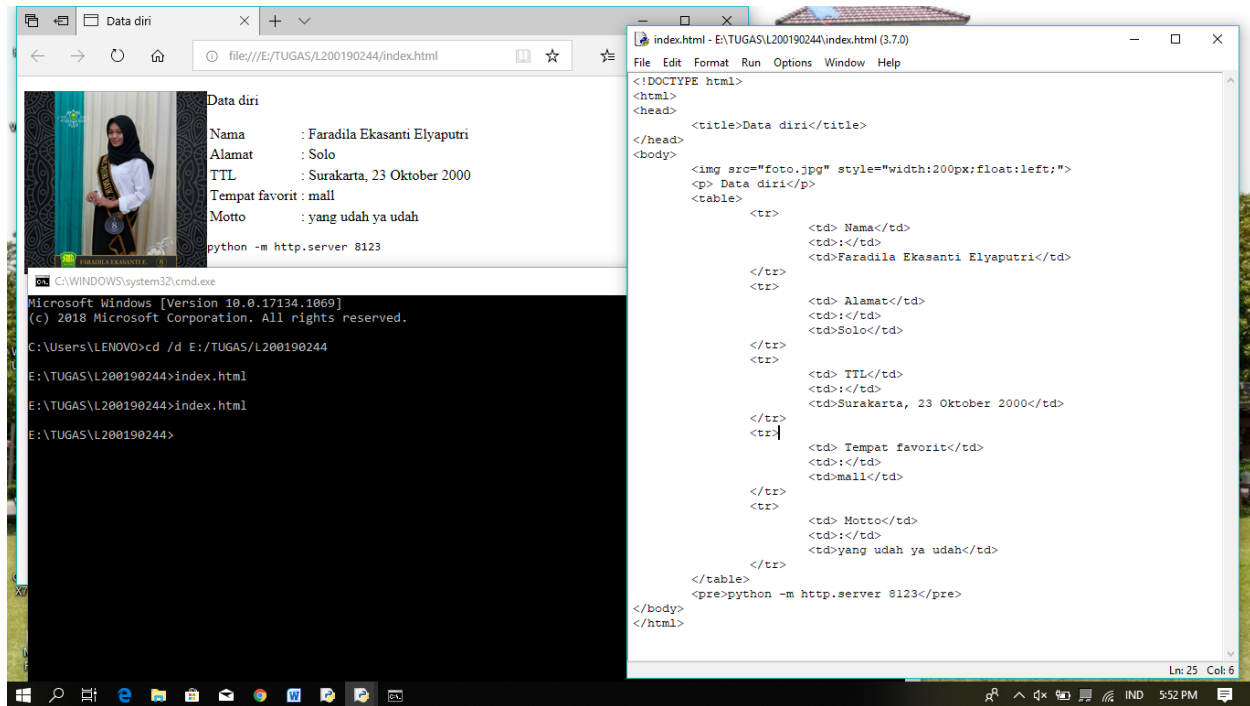 Data diri
file:///E:/TUGAS/L200190244/index.html
Data diri
Nama : Faradila Ekasanti Elyaputri
Alamat : Solo
TTL : Surakarta, 23 Oktober 2000
Tempat favorit : mall
Motto : yang udah ya udah
python -m http.server 8123
8
FARADILA EKASANTI E. 8
C:\WINDOWS\system32\cmd.exe
Microsoft Windows [Version 10.0.17134.1069]
(c) 2018 Microsoft Corporation. All rights reserved.
C:\Users\LENOVO>cd /d E:/TUGAS/L200190244
E:\TUGAS\L200190244>index.html
E:\TUGAS\L200190244>index.html
E:\TUGAS\L200190244>
index.html - E:\TUGAS\L200190244\index.html (3.7.0)
File Edit Format Run Options Window Help
<!DOCTYPE html>
<html>
<head>
<title>Data diri</title>
</head>
<body>
<img src="foto.jpg" style="width:200px;float:left;">
<p> Data diri</p>
<table>
<tr>
<td> Nama</td>
<td>:</td>
<td>Faradila Ekasanti Elyaputri</td>
</tr>
<tr>
<td> Alamat</td>
<td>:</td>
<td>Solo</td>
</tr>
<tr>
<td> TTL</td>
<td>:</td>
<td>Surakarta, 23 Oktober 2000</td>
</tr>
<tr>
<td> Tempat favorit</td>
<td>:</td>
<td>mall</td>
</tr>
<tr>
<td> Motto</td>
<td>:</td>
<td>yang udah ya udah</td>
</tr>
</table>
<pre>python -m http.server 8123</pre>
</body>
</html>
Ln: 25 Col: 6
IND 5:52 PM